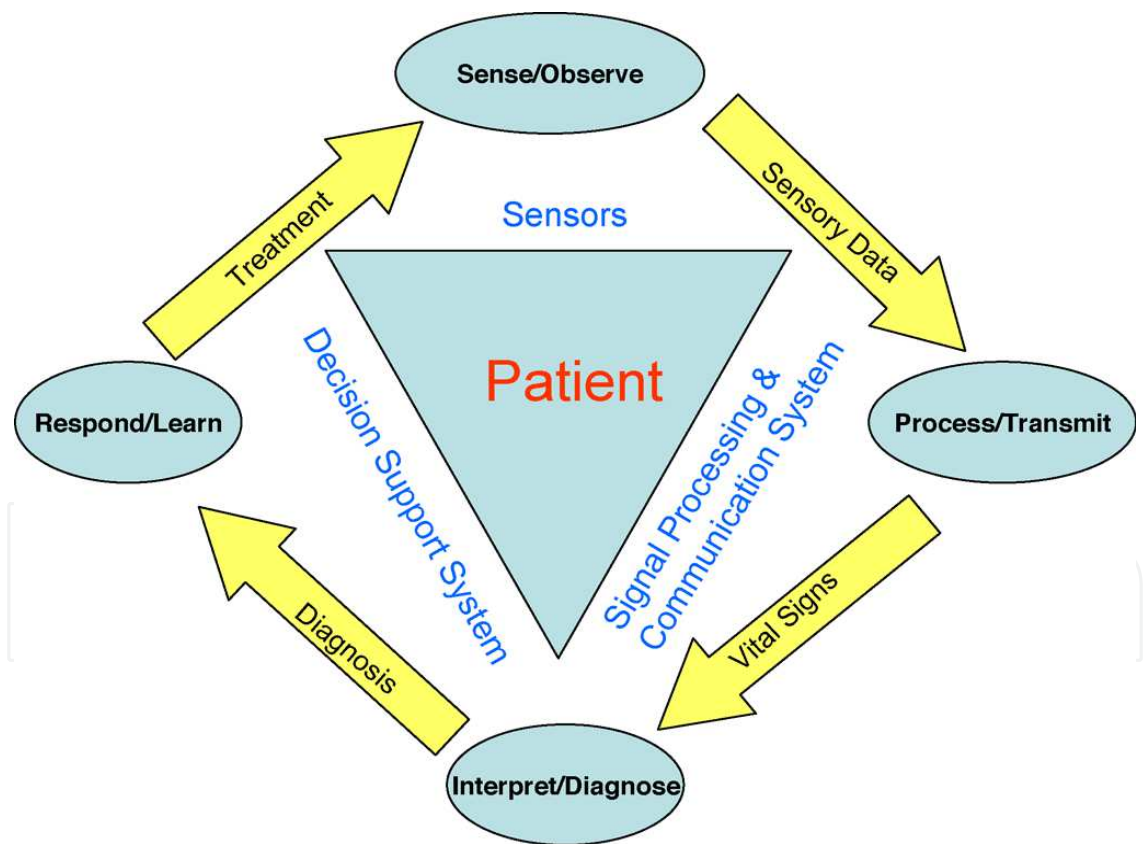 Sense/Observe
Sensory Data
Treatment
Sensors
Patient
Decision Support System
Signal Processing &
Communication System
Respond/Learn
Process/Transmit
Diagnosis
Vital Signs
Interpret/Diagnose